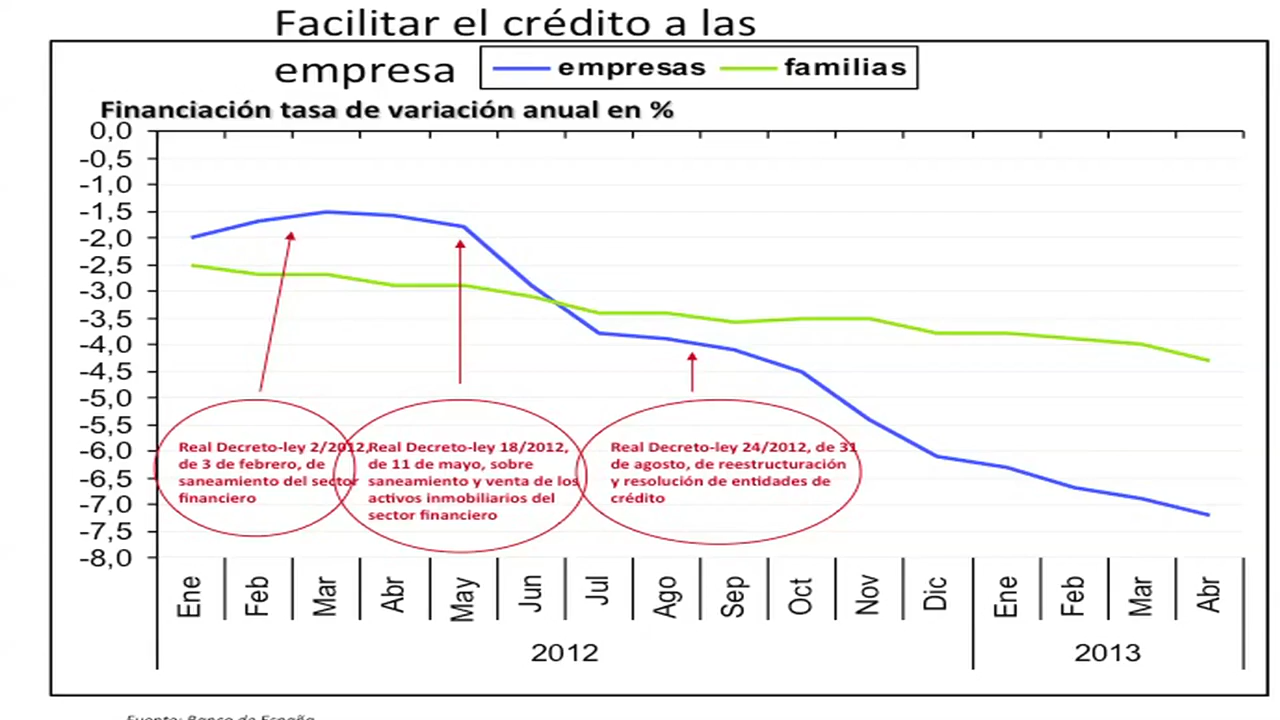 Facilitar el crédito a las
empresa
empresas familias
Financiación tasa de variación anual en %
0,0
-0,5
-1,0
-1,5
-2,0
-2,5
-3,0
-3,5
-4,0
-4,5
-5,0
-5,5
-6,0
-6,5
-7,0
-7,5
-8,0
Real Decreto-ley 2/2012,
de 3 de febrero, de
saneamiento del sector
financiero
Real Decreto-ley 18/2012,
de 11 de mayo, sobre
saneamiento y venta de los
activos inmobiliarios del
sector financiero
Real Decreto-ley 24/2012, de 31
de agosto, de reestructuración
y resolución de entidades de
crédito
Ene Feb Mar Abr May Jun Jul Ago Sep Oct Nov Dic Ene Feb Mar Abr
2012 2013
Fuente: Banco de España